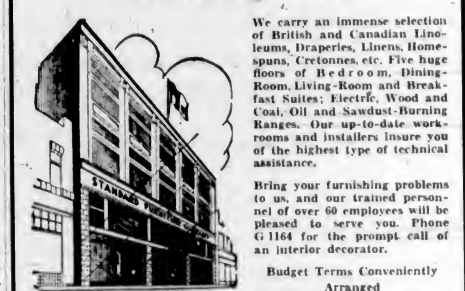 We carry an immense selection
of British and Canadian Lino-
leums, Draperies, Linens, Home-
spuns, Cretonnes, etc. Five huge
floors of Bedroom, Dining-
Room, Living-Room and Break-
fast Suites; Electric, Wood and
Coal, Oil and Sawdust-Burning
Ranges. Our up-to-date work-
rooms and installers insure you
of the highest type of technical
assistance.
Bring your furnishing problems
to us, and our trained person-
nel of over 60 employees will be
pleased to serve you. Phone
G 1164 for the prompt call of
an interior decorator.
Budget Terms Conveniently
Arranged
STANDARD FURNITURE